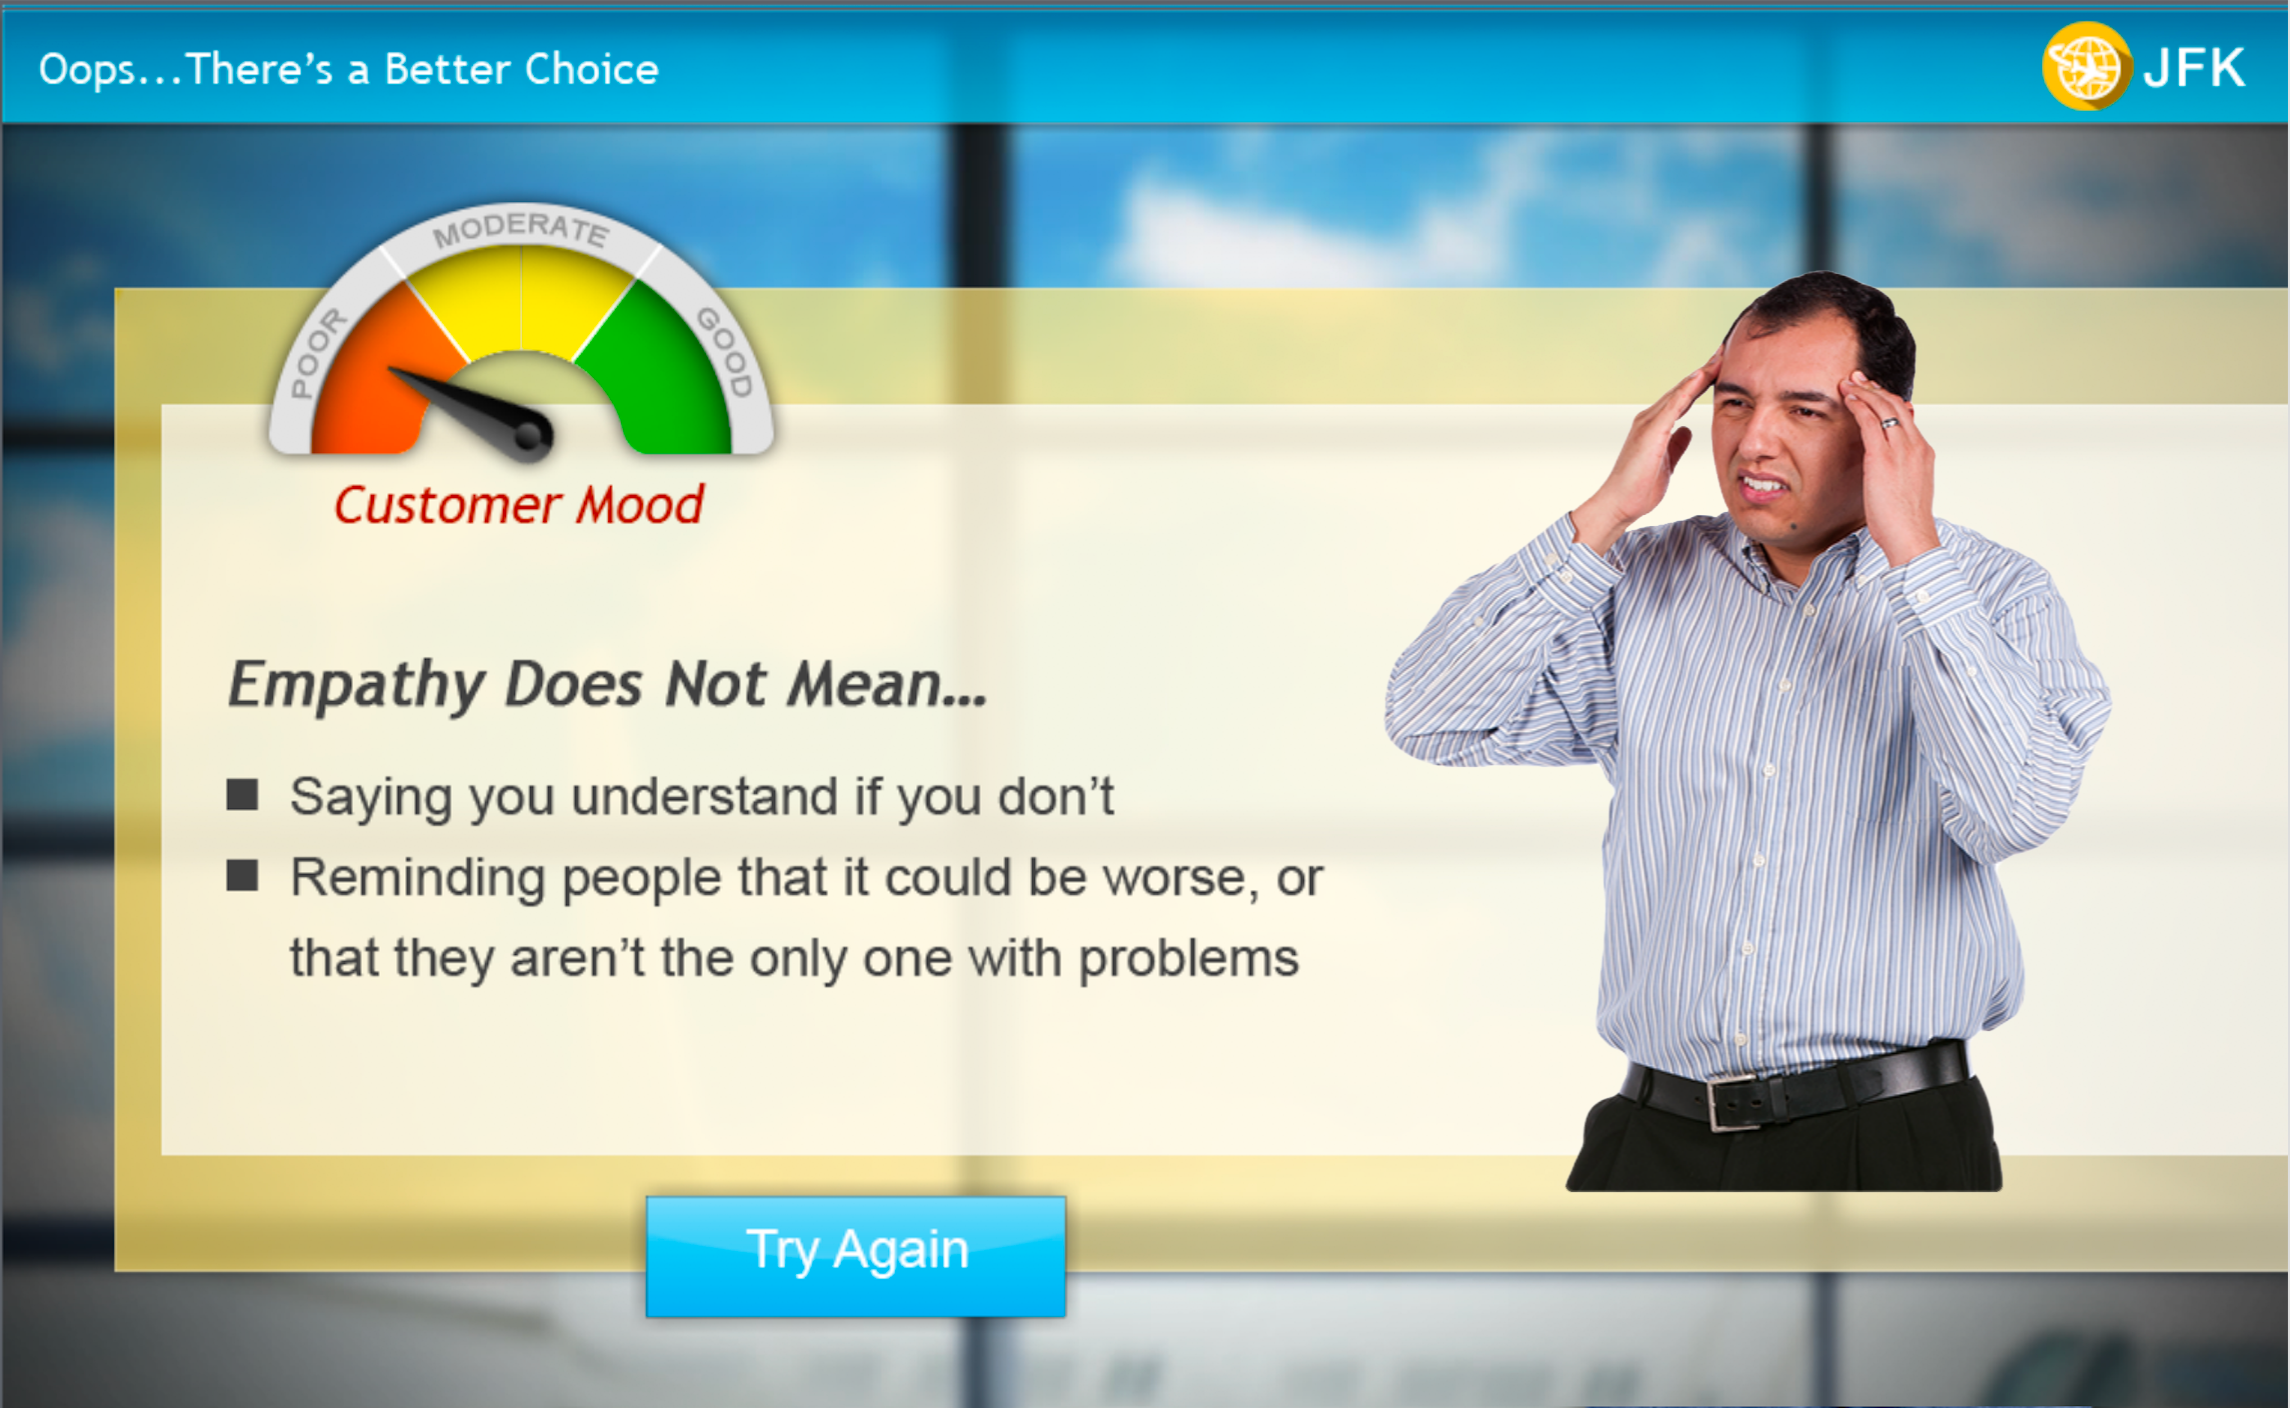 Oops...There's a Better Choice
JFK
POOR
MODERATE
GOOD
Customer Mood
Empathy Does Not Mean...
■ Saying you understand if you don't
■ Reminding people that it could be worse, or
that they aren't the only one with problems
Try Again